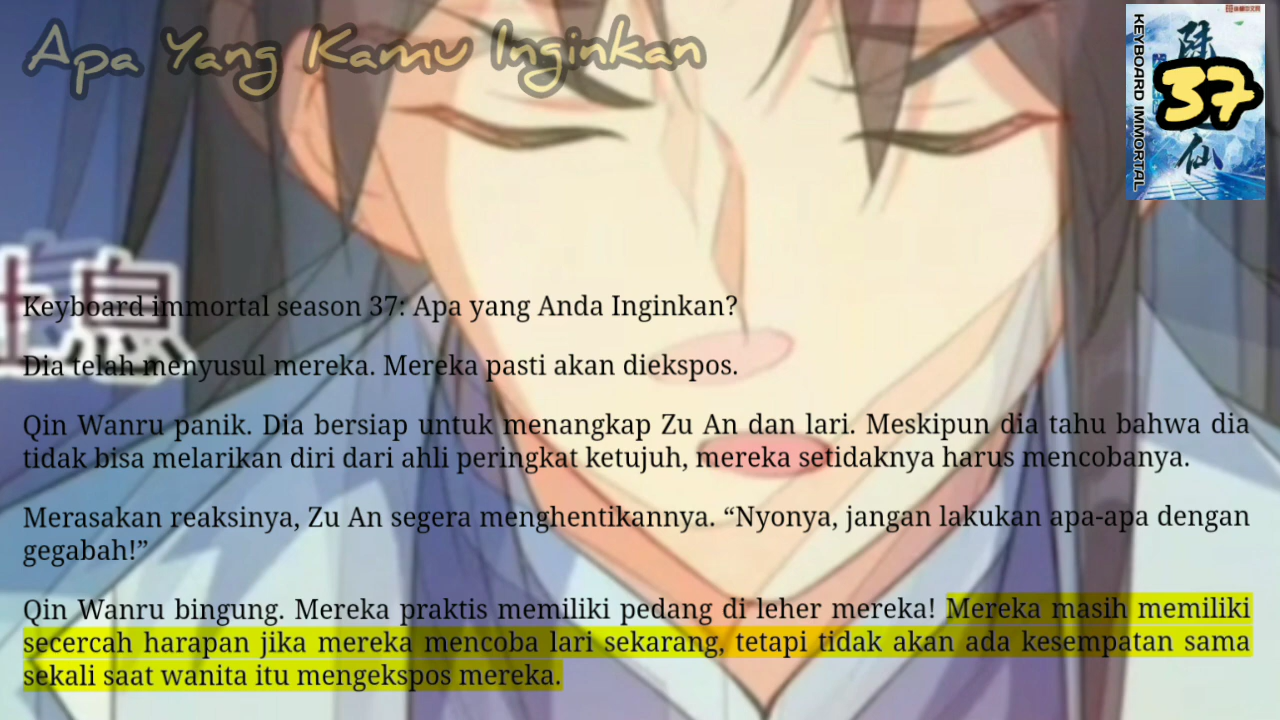 Apa Yang Kamu Inginkan
KEYBOARD IMMORTAL
37
仙
息
Keyboard immortal season 37: Apa yang Anda Inginkan?
Dia telah menyusul mereka. Mereka pasti akan diekspos.
Qin Wanru panik. Dia bersiap untuk menangkap Zu An dan lari. Meskipun dia tahu bahwa dia
tidak bisa melarikan diri dari ahli peringkat ketujuh, mereka setidaknya harus mencobanya.
Merasakan reaksinya, Zu An segera menghentikannya. “Nyonya, jangan lakukan apa-apa dengan
gegabah!”
Qin Wanru bingung. Mereka praktis memiliki pedang di leher mereka! Mereka masih memiliki
secercah harapan jika mereka mencoba lari sekarang, tetapi tidak akan ada kesempatan sama
sekali saat wanita itu mengekspos mereka.